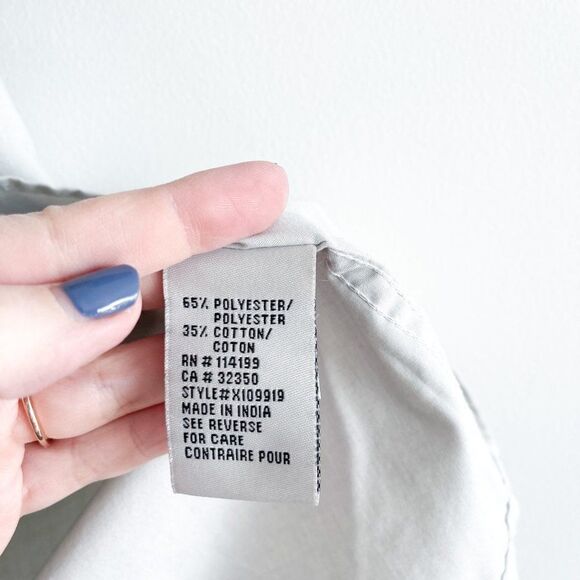 65% POLYESTER/
POLYESTER
35% COTTON/
COTON
RN # 114199
CA # 32350
STYLE#X109919
MADE IN INDIA
SEE REVERSE
FOR CARE
CONTRAIRE POUR